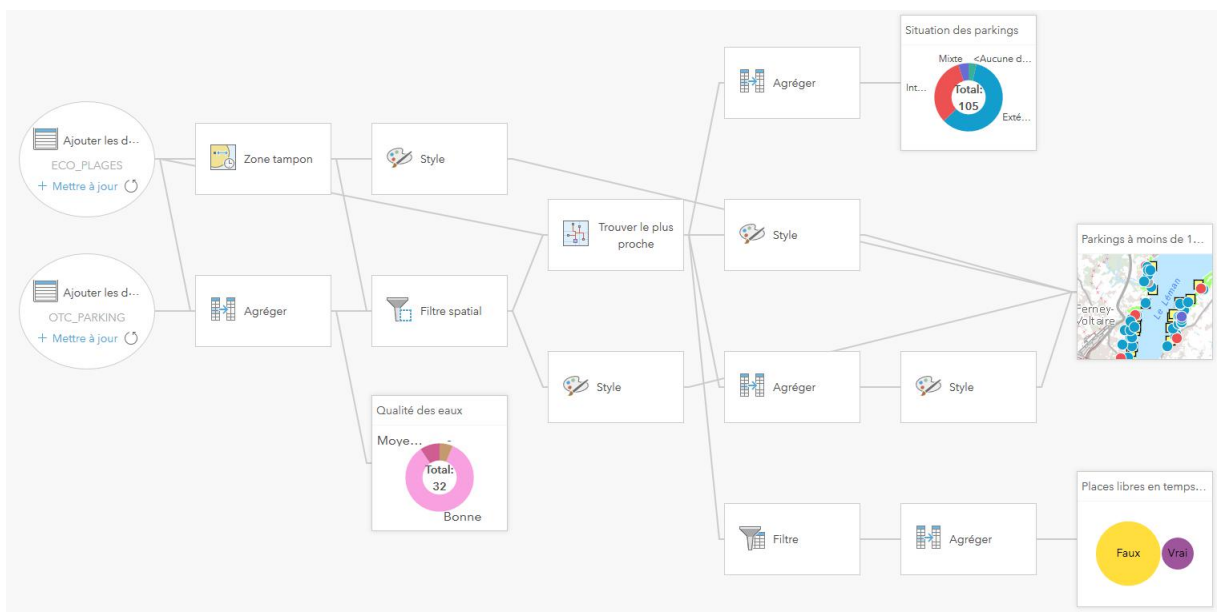 Situation des parkings
Mixte
<Aucune d...
Int...
Total:
105
Exté...
Agréger
Ajouter les d...
ECO_PLAGES
+ Mettre à jour
Zone tampon
Style
Trouver le plus
proche
Style
Parkings à moins de 1...
Le Léman
Ferney-
Voltaire
Ajouter les d...
OTC_PARKING
+ Mettre à jour
Agréger
Filtre spatial
Style
Agréger
Style
Qualité des eaux
Moye...
-
Total:
32
Bonne
Filtre
Agréger
Places libres en temps...
Faux
Vrai